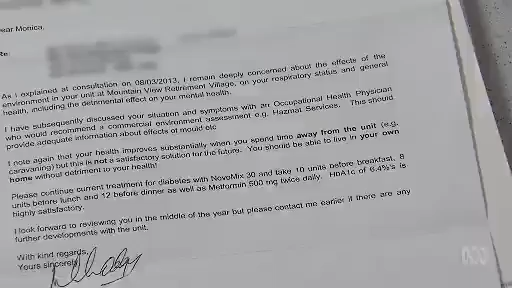 ear Monica,
Re:
As I explained at consultation on 08/03/2013, I remain deeply concerned about the effects of the
environment in your unit at Mountain View Retirement Village, on your respiratory status and general
health, including the detrimental effect on your mental health.
I have subsequently discussed your situation and symptoms with an Occupational Health Physician
who would recommend a commercial environment assessment e.g. Hazmat Services. This should
provide adequate information about effects of mould etc
I note again that your health improves substantially when you spend time away from the unit (e.g.
caravaning) but this is not a satisfactory solution for the future. You should be able to live in your own
home without detriment to your health!
Please continue current treatment for diabetes with NovoMix 30 and take 10 units before breakfast, 8
units before lunch and 12 before dinner as well as Metformin 500 mg twice daily. HbA1c of 6.4%'s is
highly satisfactory.
I look forward to reviewing you in the middle of the year but please contact me earlier if there are any
further developments with the unit.
With kind regards,
Yours sincerely